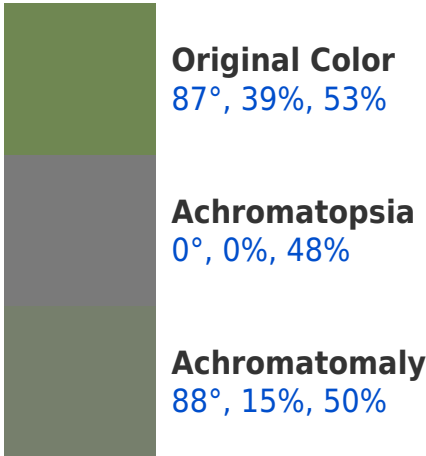 Original Color
87°, 39%, 53%
Achromatopsia
0°, 0%, 48%
Achromatomaly
88°, 15%, 50%